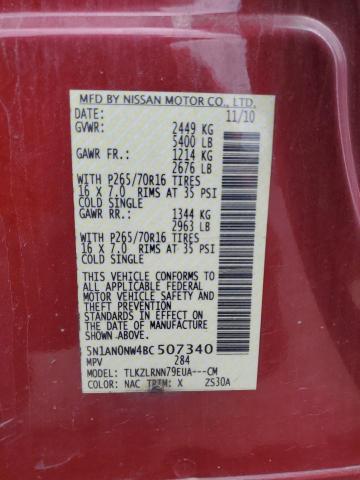 MFD BY NISSAN MOTOR CO., LTD.
DATE: 11/10
GVWR: 2449 KG
5400 LB
GAWR FR.: 1214 KG
2676 LB
WITH P265/70R16 TIRES
16 X 7.0 RIMS AT 35 PSI
COLD SINGLE
GAWR RR.: 1344 KG
2963 LB
WITH P265/70R16 TIRES
16 X 7.0 RIMS AT 35 PSI
COLD SINGLE
THIS VEHICLE CONFORMS TO
ALL APPLICABLE FEDERAL
MOTOR VEHICLE SAFETY
STANDARDS IN EFFECT ON
THE DATE OF MANUFACTURE
SHOWN ABOVE.
5N1AN0NW4BC507340
MPV 284
MODEL: TLKZLRNN79EUA---CM
COLOR: NAC TRIM: X ZS30A